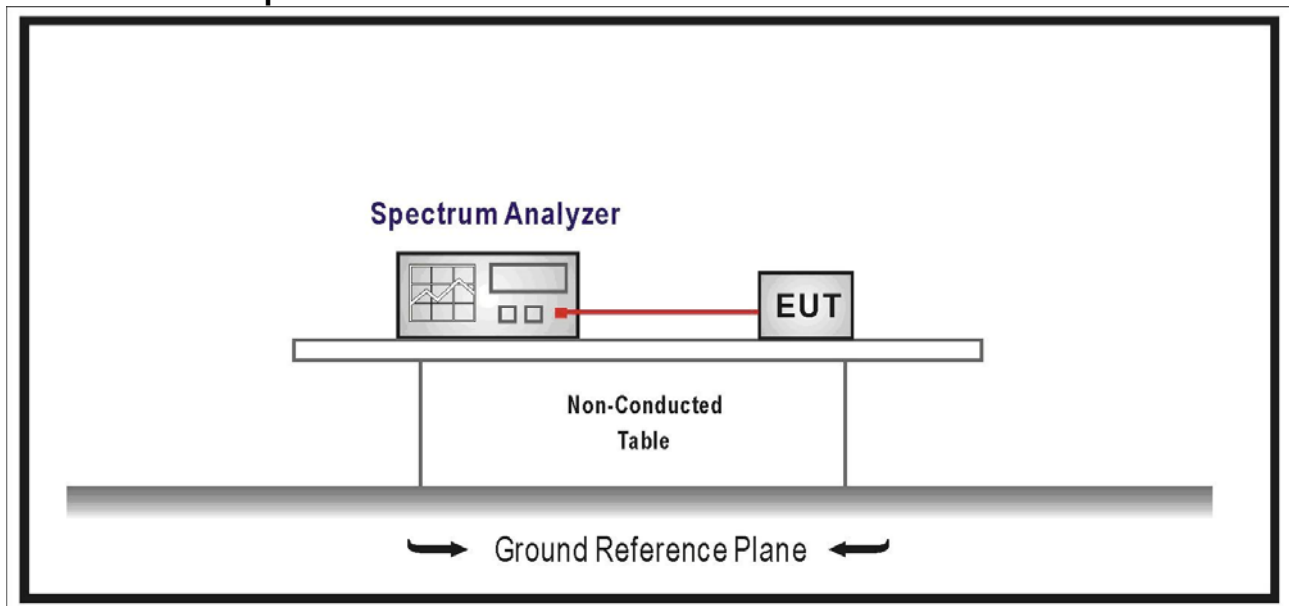 Spectrum Analyzer
EUT
Non-Conducted
Table
Ground Reference Plane